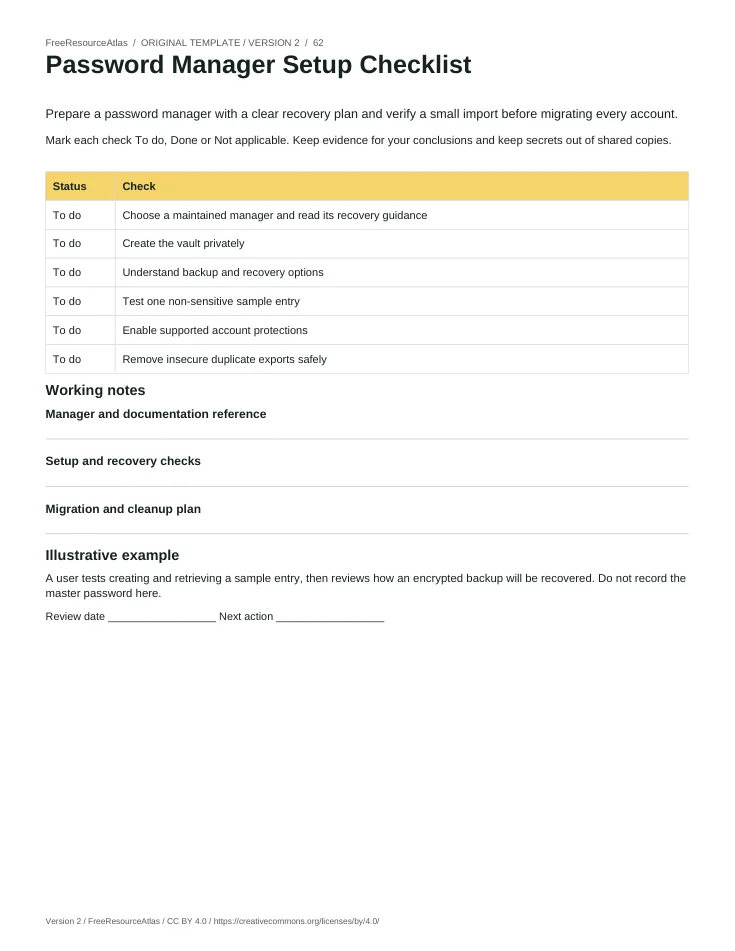 FreeResourceAtlas / ORIGINAL TEMPLATE / VERSION 2 / 62
Password Manager Setup Checklist
Prepare a password manager with a clear recovery plan and verify a small import before migrating every account.
Mark each check To do, Done or Not applicable. Keep evidence for your conclusions and keep secrets out of shared copies.
Status Check
To do Choose a maintained manager and read its recovery guidance
To do Create the vault privately
To do Understand backup and recovery options
To do Test one non-sensitive sample entry
To do Enable supported account protections
To do Remove insecure duplicate exports safely
Working notes
Manager and documentation reference
Setup and recovery checks
Migration and cleanup plan
Illustrative example
A user tests creating and retrieving a sample entry, then reviews how an encrypted backup will be recovered. Do not record the
master password here.
Review date __________________ Next action __________________
Version 2 / FreeResourceAtlas / CC BY 4.0 / https://creativecommons.org/licenses/by/4.0/